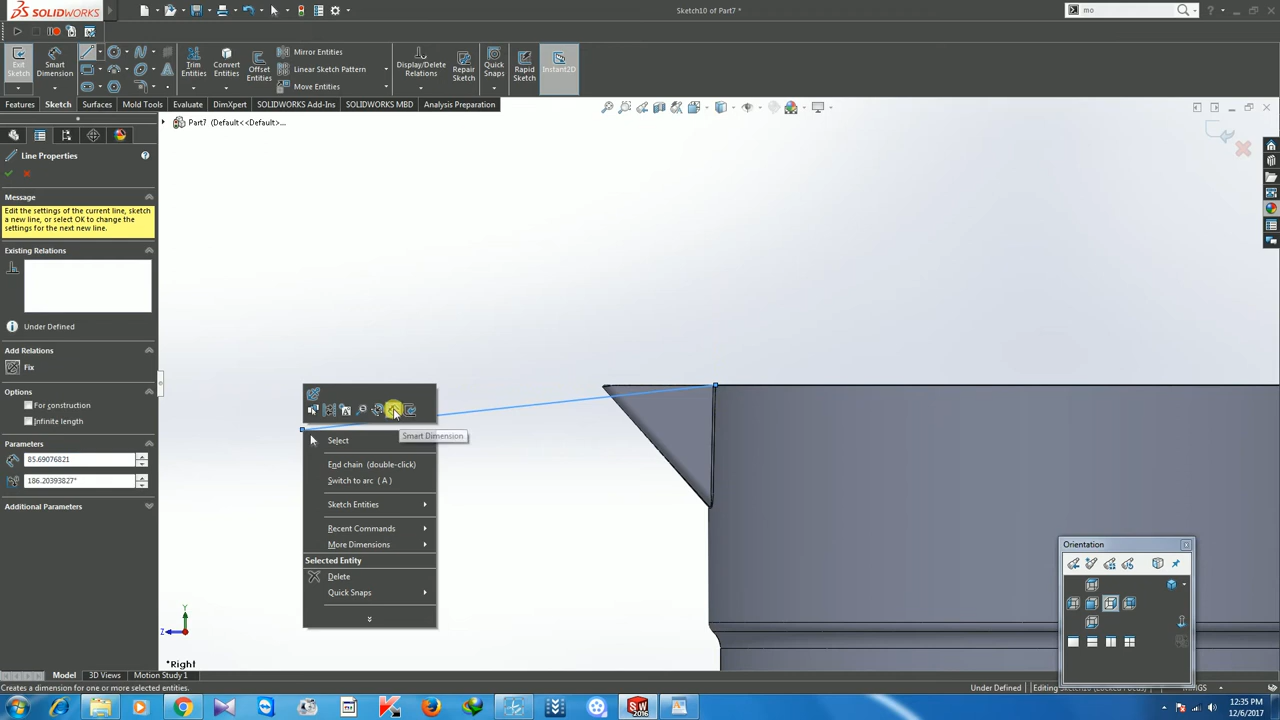 SOLIDWORKS
Sketch10 of Part7 *
mo
Exit Sketch
Smart Dimension
Trim Entities
Convert Entities
Offset Entities
Mirror Entities
Linear Sketch Pattern
Move Entities
Display/Delete Relations
Repair Sketch
Quick Snaps
Rapid Sketch
Instant2D
Features Sketch Surfaces Mold Tools Evaluate DimXpert SOLIDWORKS Add-Ins SOLIDWORKS MBD Analysis Preparation
Part7 (Default<<Default>...
Line Properties
Message
Edit the settings of the current line, sketch
a new line, or select OK to change the
settings for the next new line.
Existing Relations
Under Defined
Add Relations
Fix
Options
For construction
Infinite length
Parameters
85.69076821
186.20393827°
Additional Parameters
Smart Dimension
Select
End chain (double-click)
Switch to arc (A)
Sketch Entities
Recent Commands
More Dimensions
Selected Entity
Delete
Quick Snaps
Orientation
Y
Z
*Right
Model 3D Views Motion Study 1
Creates a dimension for one or more selected entities.
Under Defined
12:35 PM
12/6/2017